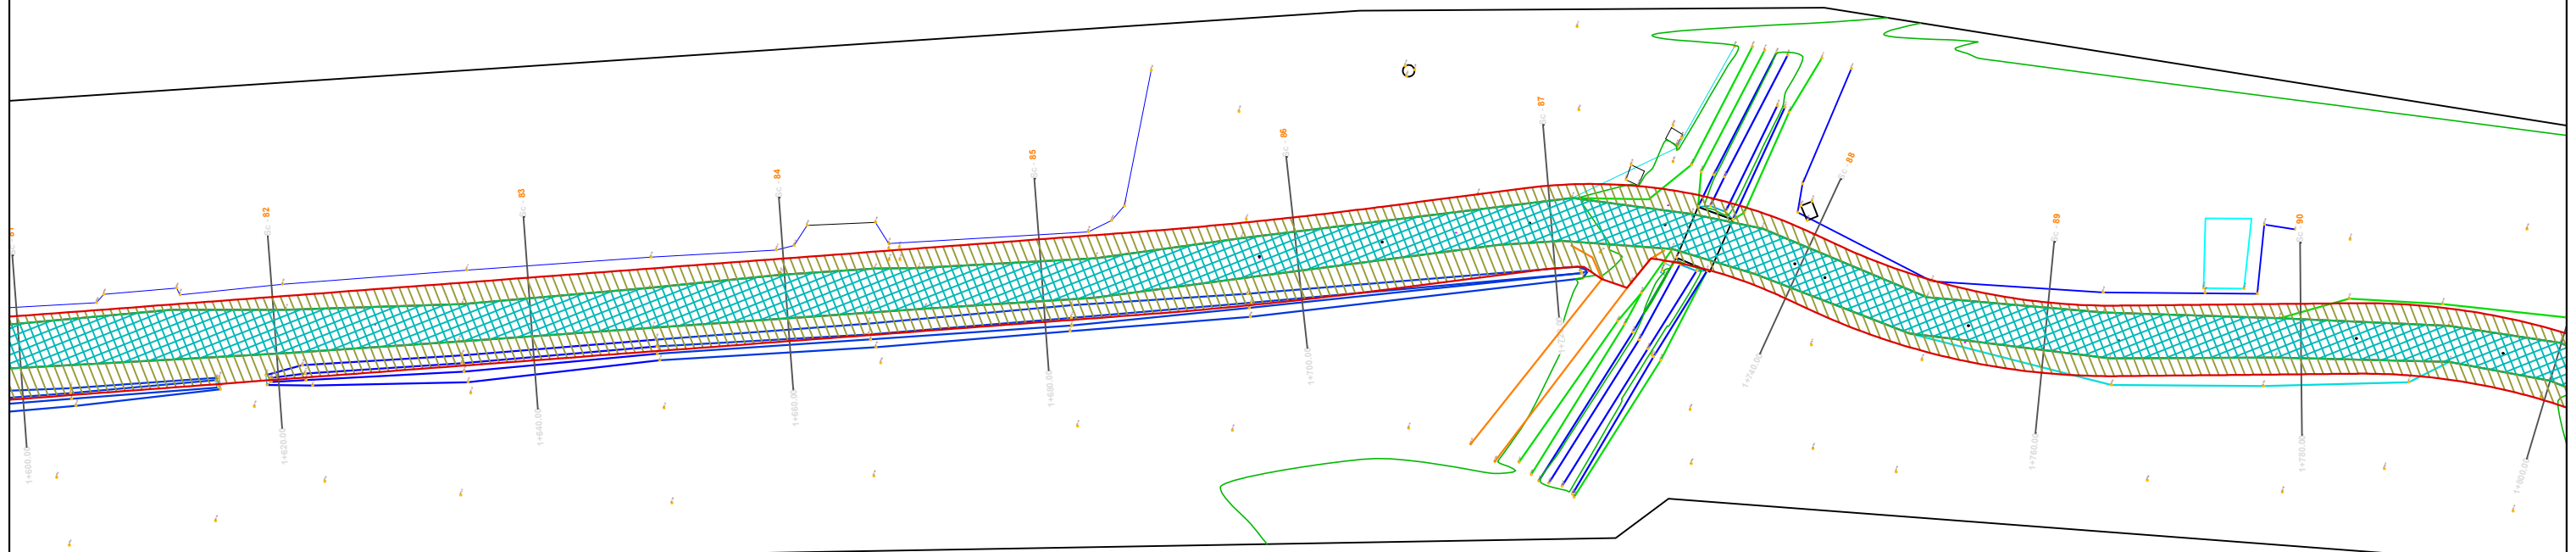 Sc - 81
Sc - 82
Sc - 83
Sc - 84
Sc - 85
Sc - 86
Sc - 87
Sc - 88
Sc - 89
Sc - 90
1+600.00
1+620.00
1+640.00
1+660.00
1+680.00
1+700.00
1+740.00
1+760.00
1+780.00
1+800.00